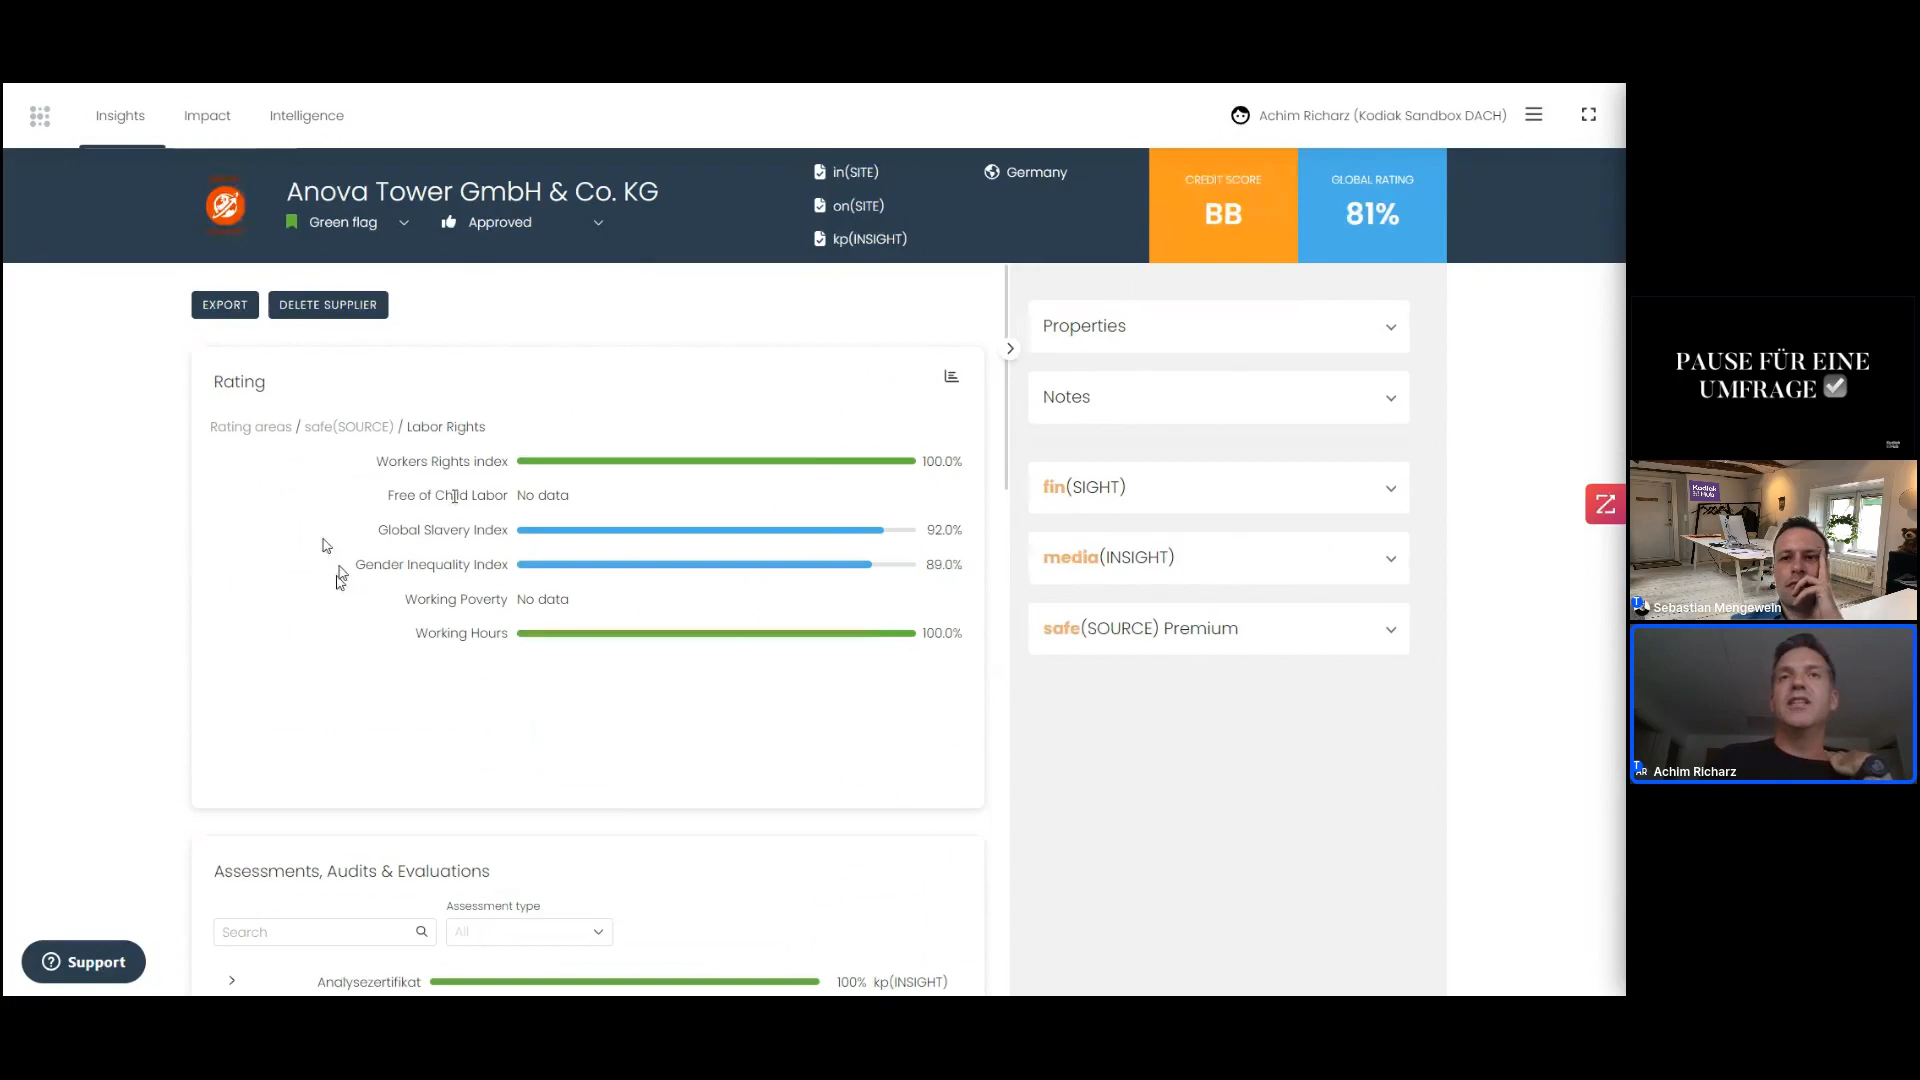 Insights Impact Intelligence
Achim Richarz (Kodiak Sandbox DACH)
Anova Tower GmbH & Co. KG
Green flag
Approved
in(SITE)
on(SITE)
kp(INSIGHT)
Germany
CREDIT SCORE
BB
GLOBAL RATING
81%
EXPORT
DELETE SUPPLIER
Rating
Rating areas / safe(SOURCE) / Labor Rights
Workers Rights index 100.0%
Free of Child Labor No data
Global Slavery Index 92.0%
Gender Inequality Index 89.0%
Working Poverty No data
Working Hours 100.0%
Assessments, Audits & Evaluations
Assessment type
Search
All
Analysezertifikat 100% kp(INSIGHT)
Support
Properties
Notes
fin(SIGHT)
media(INSIGHT)
safe(SOURCE) Premium
PAUSE FÜR EINE
UMFRAGE
Kodiak
Hub
Sebastian Mengewein
Achim Richarz